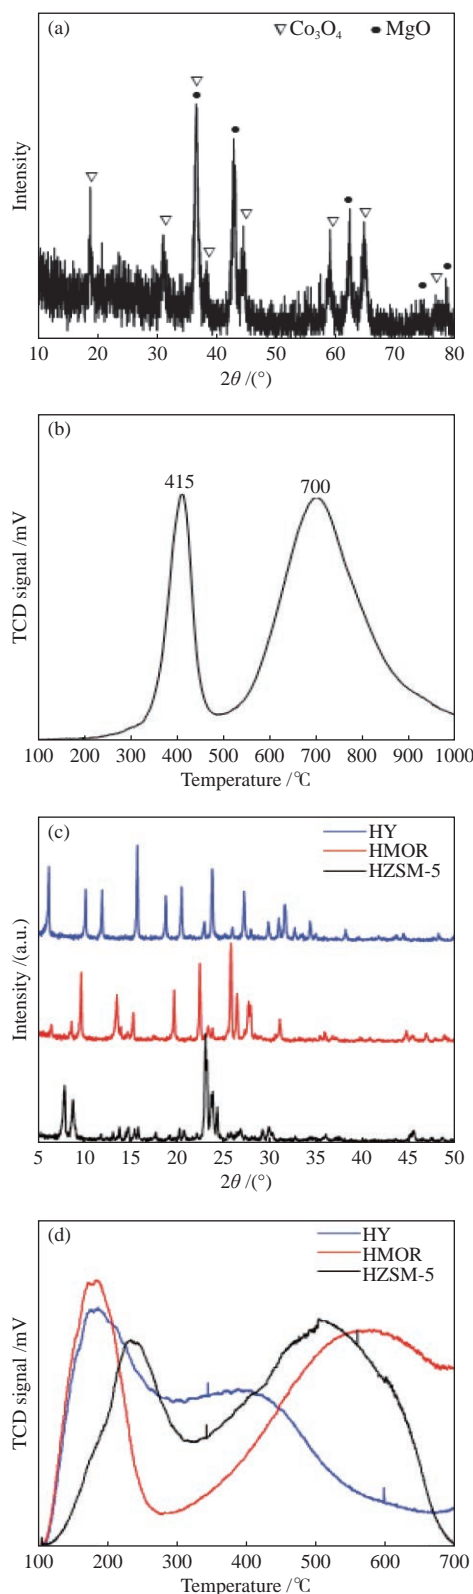 (a)
▽ Co₃O₄ ● MgO
Intensity
10 20 30 40 50 60 70 80
2θ /(°)
(b)
415 700
TCD signal /mV
100 200 300 400 500 600 700 800 900 1000
Temperature /℃
(c)
HY
HMOR
HZSM-5
Intensity /(a.u.)
5 10 15 20 25 30 35 40 45 50
2θ /(°)
(d)
HY
HMOR
HZSM-5
TCD signal /mV
100 200 300 400 500 600 700
Temperature /℃